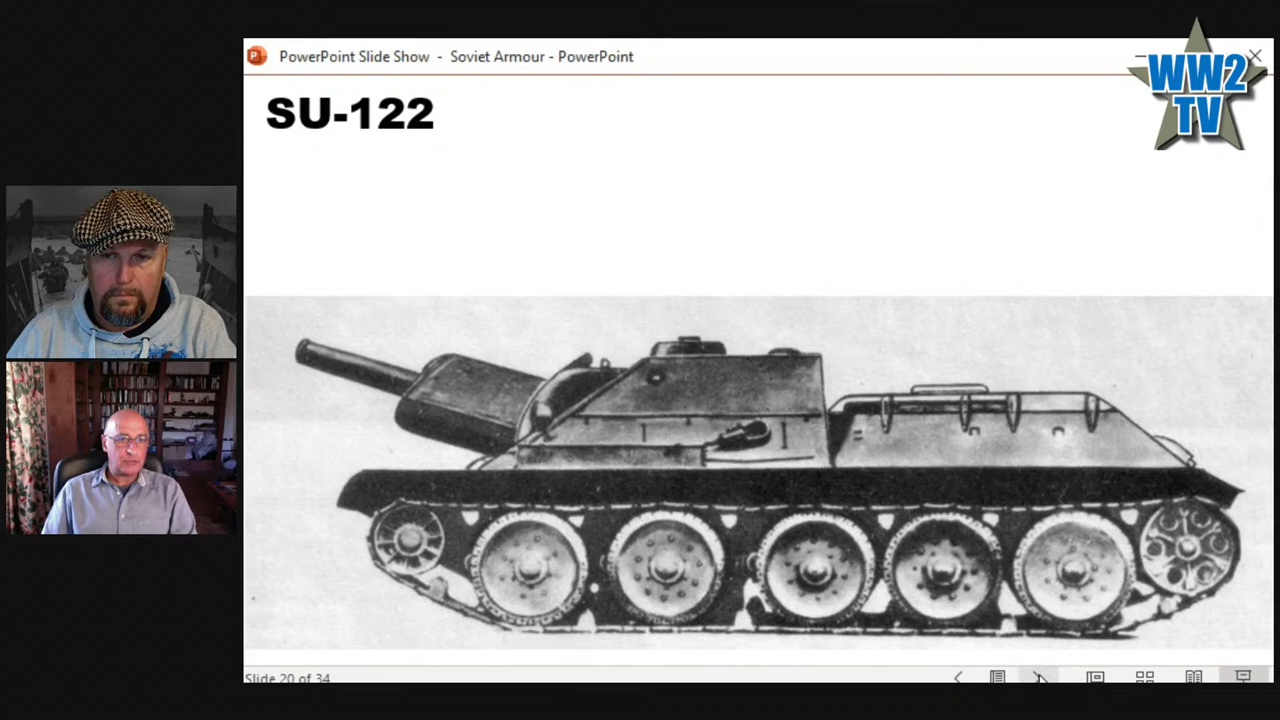 PowerPoint Slide Show - Soviet Armour - PowerPoint
WW2
TV
SU-122
Slide 20 of 34